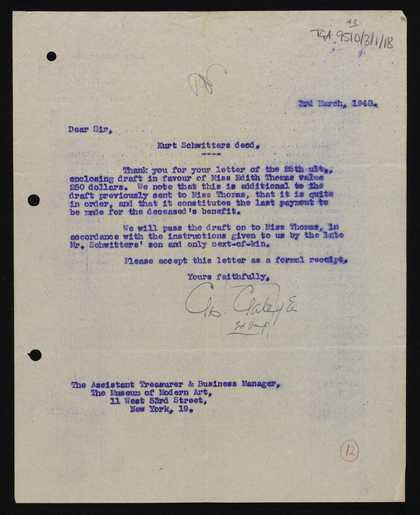 43
TGA 9510/3/1/18
3rd March, 1948.
Dear Sir,
Kurt Schwitters decd.
Thank you for your letter of the 25th ult.,
enclosing draft in favour of Miss Edith Thomas value
250 dollars. We note that this is additional to the
draft previously sent to Miss Thomas, that it is quite
in order, and that it constitutes the last payment to
be made for the deceased's benefit.
We will pass the draft on to Miss Thomas, in
accordance with the instructions given to us by the late
Mr. Schwitters' son and only next-of-kin.
Please accept this letter as a formal receipt.
Yours faithfully,
The Assistant Treasurer & Business Manager,
The Museum of Modern Art,
11 West 53rd Street,
New York, 19.
12